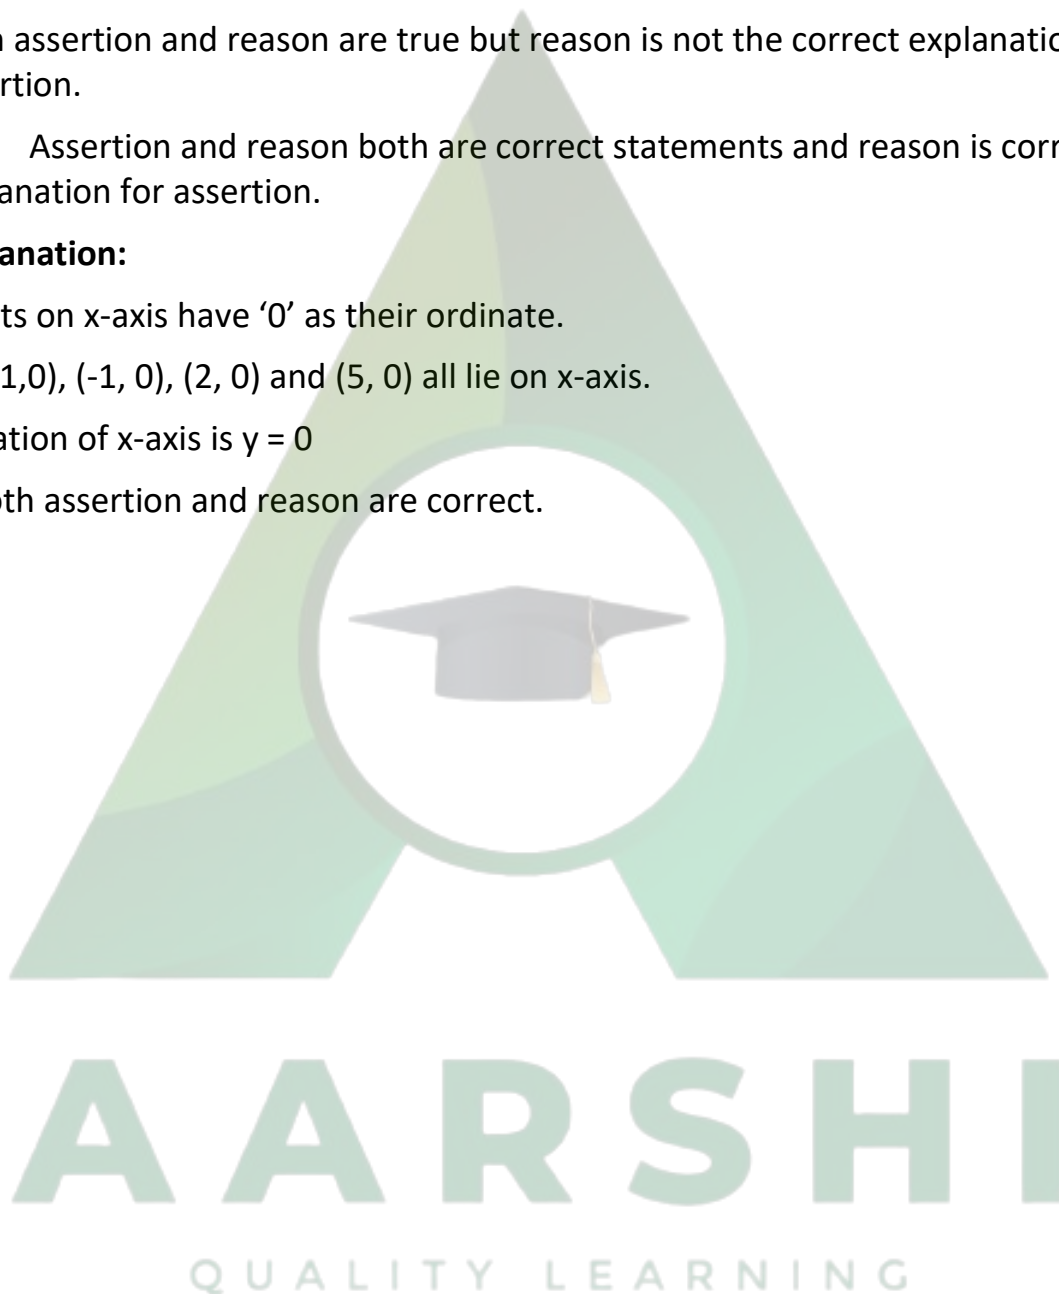 assertion and reason are true but reason is not the correct
rtion.
Assertion and reason both are correct statements and reason is
anation for assertion.
anation:
ts on x-axis have ‘0’ as their ordinate.
1,0), (-1, 0), (2, 0) and (5, 0) all lie on x-axis.
ation of x-axis is y = 0
oth assertion and reason are correct.
AARSHI
QUALITY LEARNING